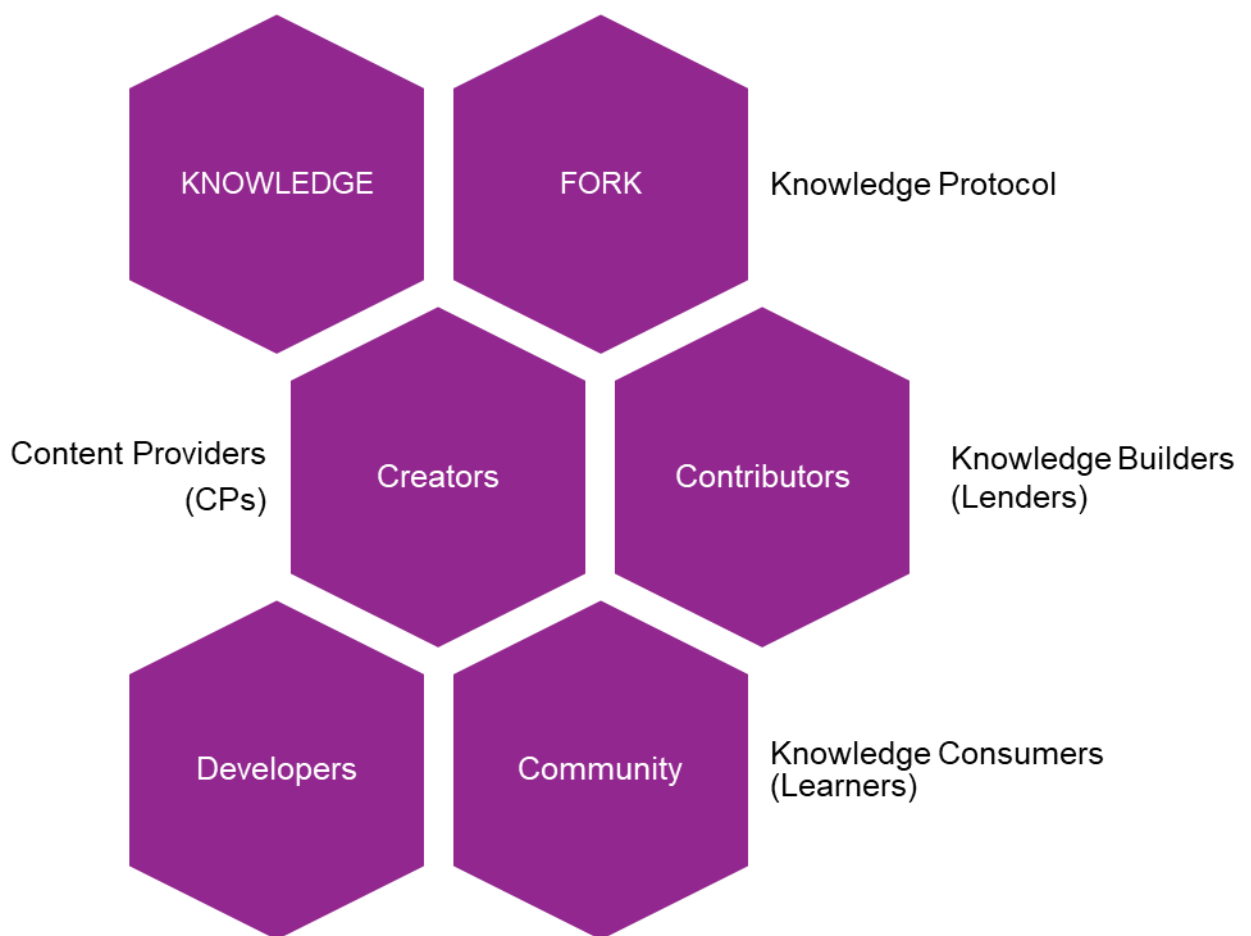 KNOWLEDGE
FORK
Knowledge Protocol
Content Providers
(CPs)
Creators
Contributors
Knowledge Builders
(Lenders)
Developers
Community
Knowledge Consumers
(Learners)